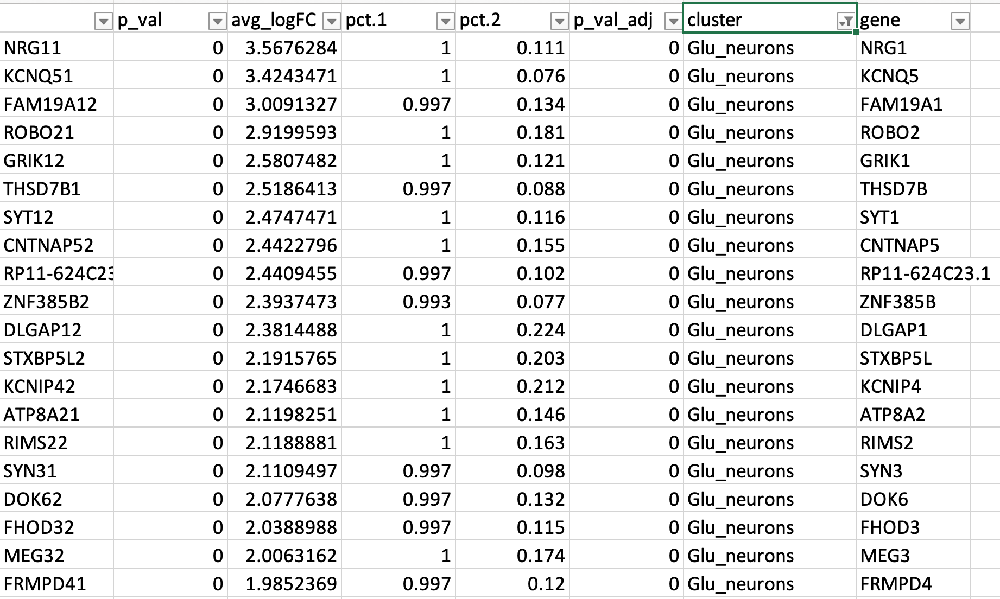 p_val avg_logFC pct.1 pct.2 p_val_adj cluster gene
NRG11 0 3.5676284 1 0.111 0 Glu_neurons NRG1
KCNQ51 0 3.4243471 1 0.076 0 Glu_neurons KCNQ5
FAM19A12 0 3.0091327 0.997 0.134 0 Glu_neurons FAM19A1
ROBO21 0 2.9199593 1 0.181 0 Glu_neurons ROBO2
GRIK12 0 2.5807482 1 0.121 0 Glu_neurons GRIK1
THSD7B1 0 2.5186413 0.997 0.088 0 Glu_neurons THSD7B
SYT12 0 2.4747471 1 0.116 0 Glu_neurons SYT1
CNTNAP52 0 2.4422796 1 0.155 0 Glu_neurons CNTNAP5
RP11-624C23 0 2.4409455 0.997 0.102 0 Glu_neurons RP11-624C23.1
ZNF385B2 0 2.3937473 0.993 0.077 0 Glu_neurons ZNF385B
DLGAP12 0 2.3814488 1 0.224 0 Glu_neurons DLGAP1
STXBP5L2 0 2.1915765 1 0.203 0 Glu_neurons STXBP5L
KCNIP42 0 2.1746683 1 0.212 0 Glu_neurons KCNIP4
ATP8A21 0 2.1198251 1 0.146 0 Glu_neurons ATP8A2
RIMS22 0 2.1188881 1 0.163 0 Glu_neurons RIMS2
SYN31 0 2.1109497 0.997 0.098 0 Glu_neurons SYN3
DOK62 0 2.0777638 0.997 0.132 0 Glu_neurons DOK6
FHOD32 0 2.0388988 0.997 0.115 0 Glu_neurons FHOD3
MEG32 0 2.0063162 1 0.174 0 Glu_neurons MEG3
FRMPD41 0 1.9852369 0.997 0.12 0 Glu_neurons FRMPD4